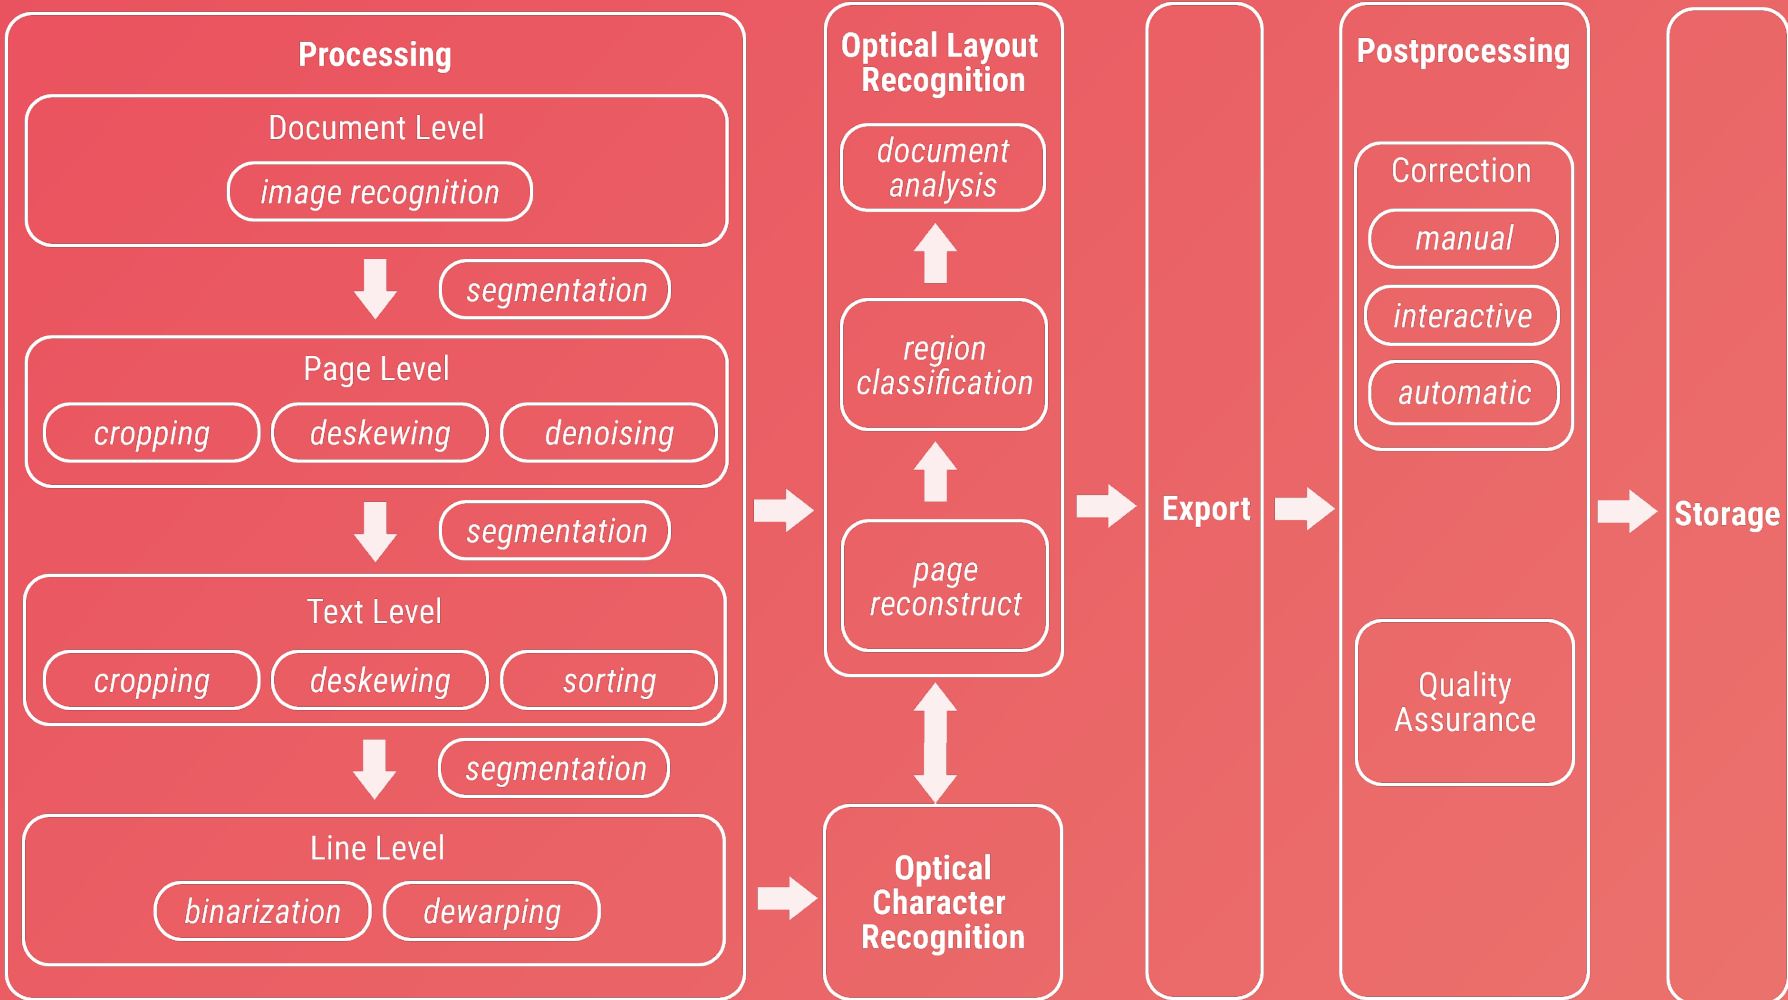 Processing
Document Level
image recognition
segmentation
Page Level
cropping
deskewing
denoising
segmentation
Text Level
cropping
deskewing
sorting
segmentation
Line Level
binarization
dewarping
Optical Layout
Recognition
document
analysis
region
classification
page
reconstruct
Optical
Character
Recognition
Export
Postprocessing
Correction
manual
interactive
automatic
Quality
Assurance
Storage